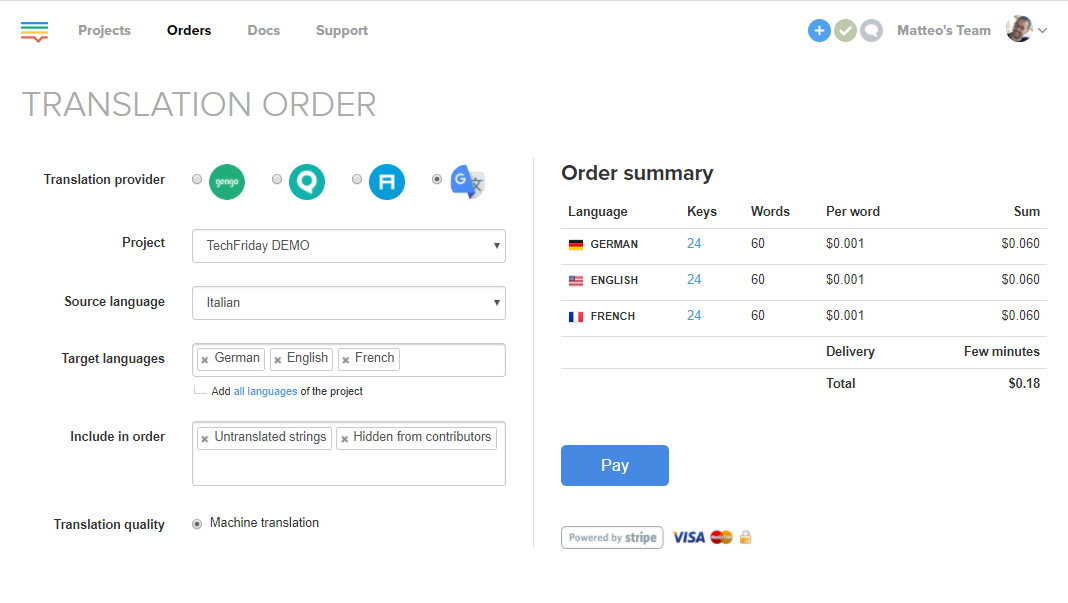 Projects Orders Docs Support Matteo's Team
TRANSLATION ORDER
Translation provider gengo
Project TechFriday DEMO
Source language Italian
Target languages × German × English × French
Add all languages of the project
Include in order × Untranslated strings × Hidden from contributors
Translation quality Machine translation
Order summary
Language Keys Words Per word Sum
GERMAN 24 60 $0.001 $0.060
ENGLISH 24 60 $0.001 $0.060
FRENCH 24 60 $0.001 $0.060
Delivery Few minutes
Total $0.18
Pay
Powered by stripe VISA